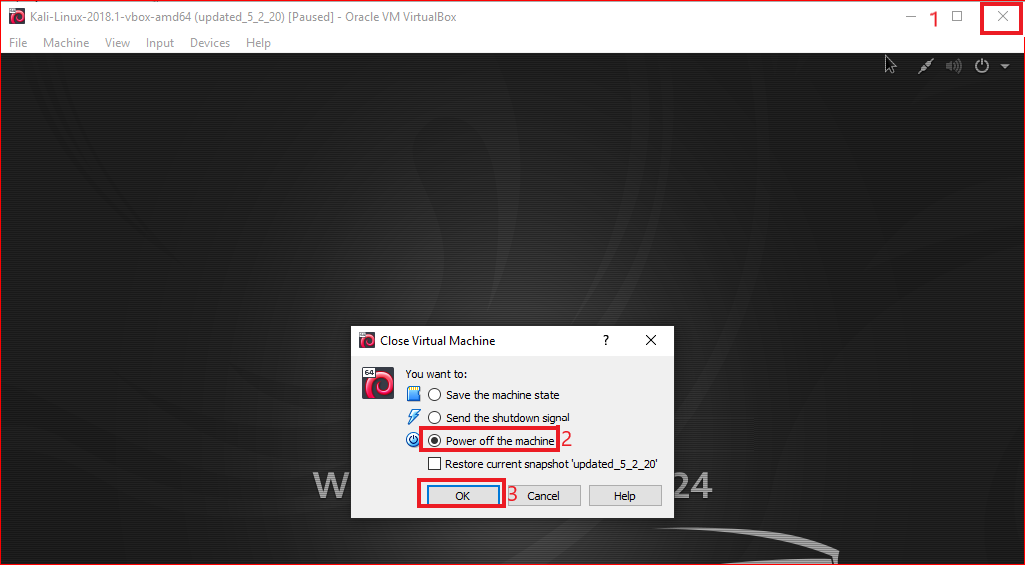 Kali-Linux-2018.1-vbox-amd64 (updated_5_2_20) [Paused] - Oracle VM VirtualBox
1
File Machine View Input Devices Help
64 Close Virtual Machine ?
64 You want to:
Save the machine state
Send the shutdown signal
Power off the machine 2
Restore current snapshot 'updated_5_2_20'
W 24
OK 3 Cancel Help